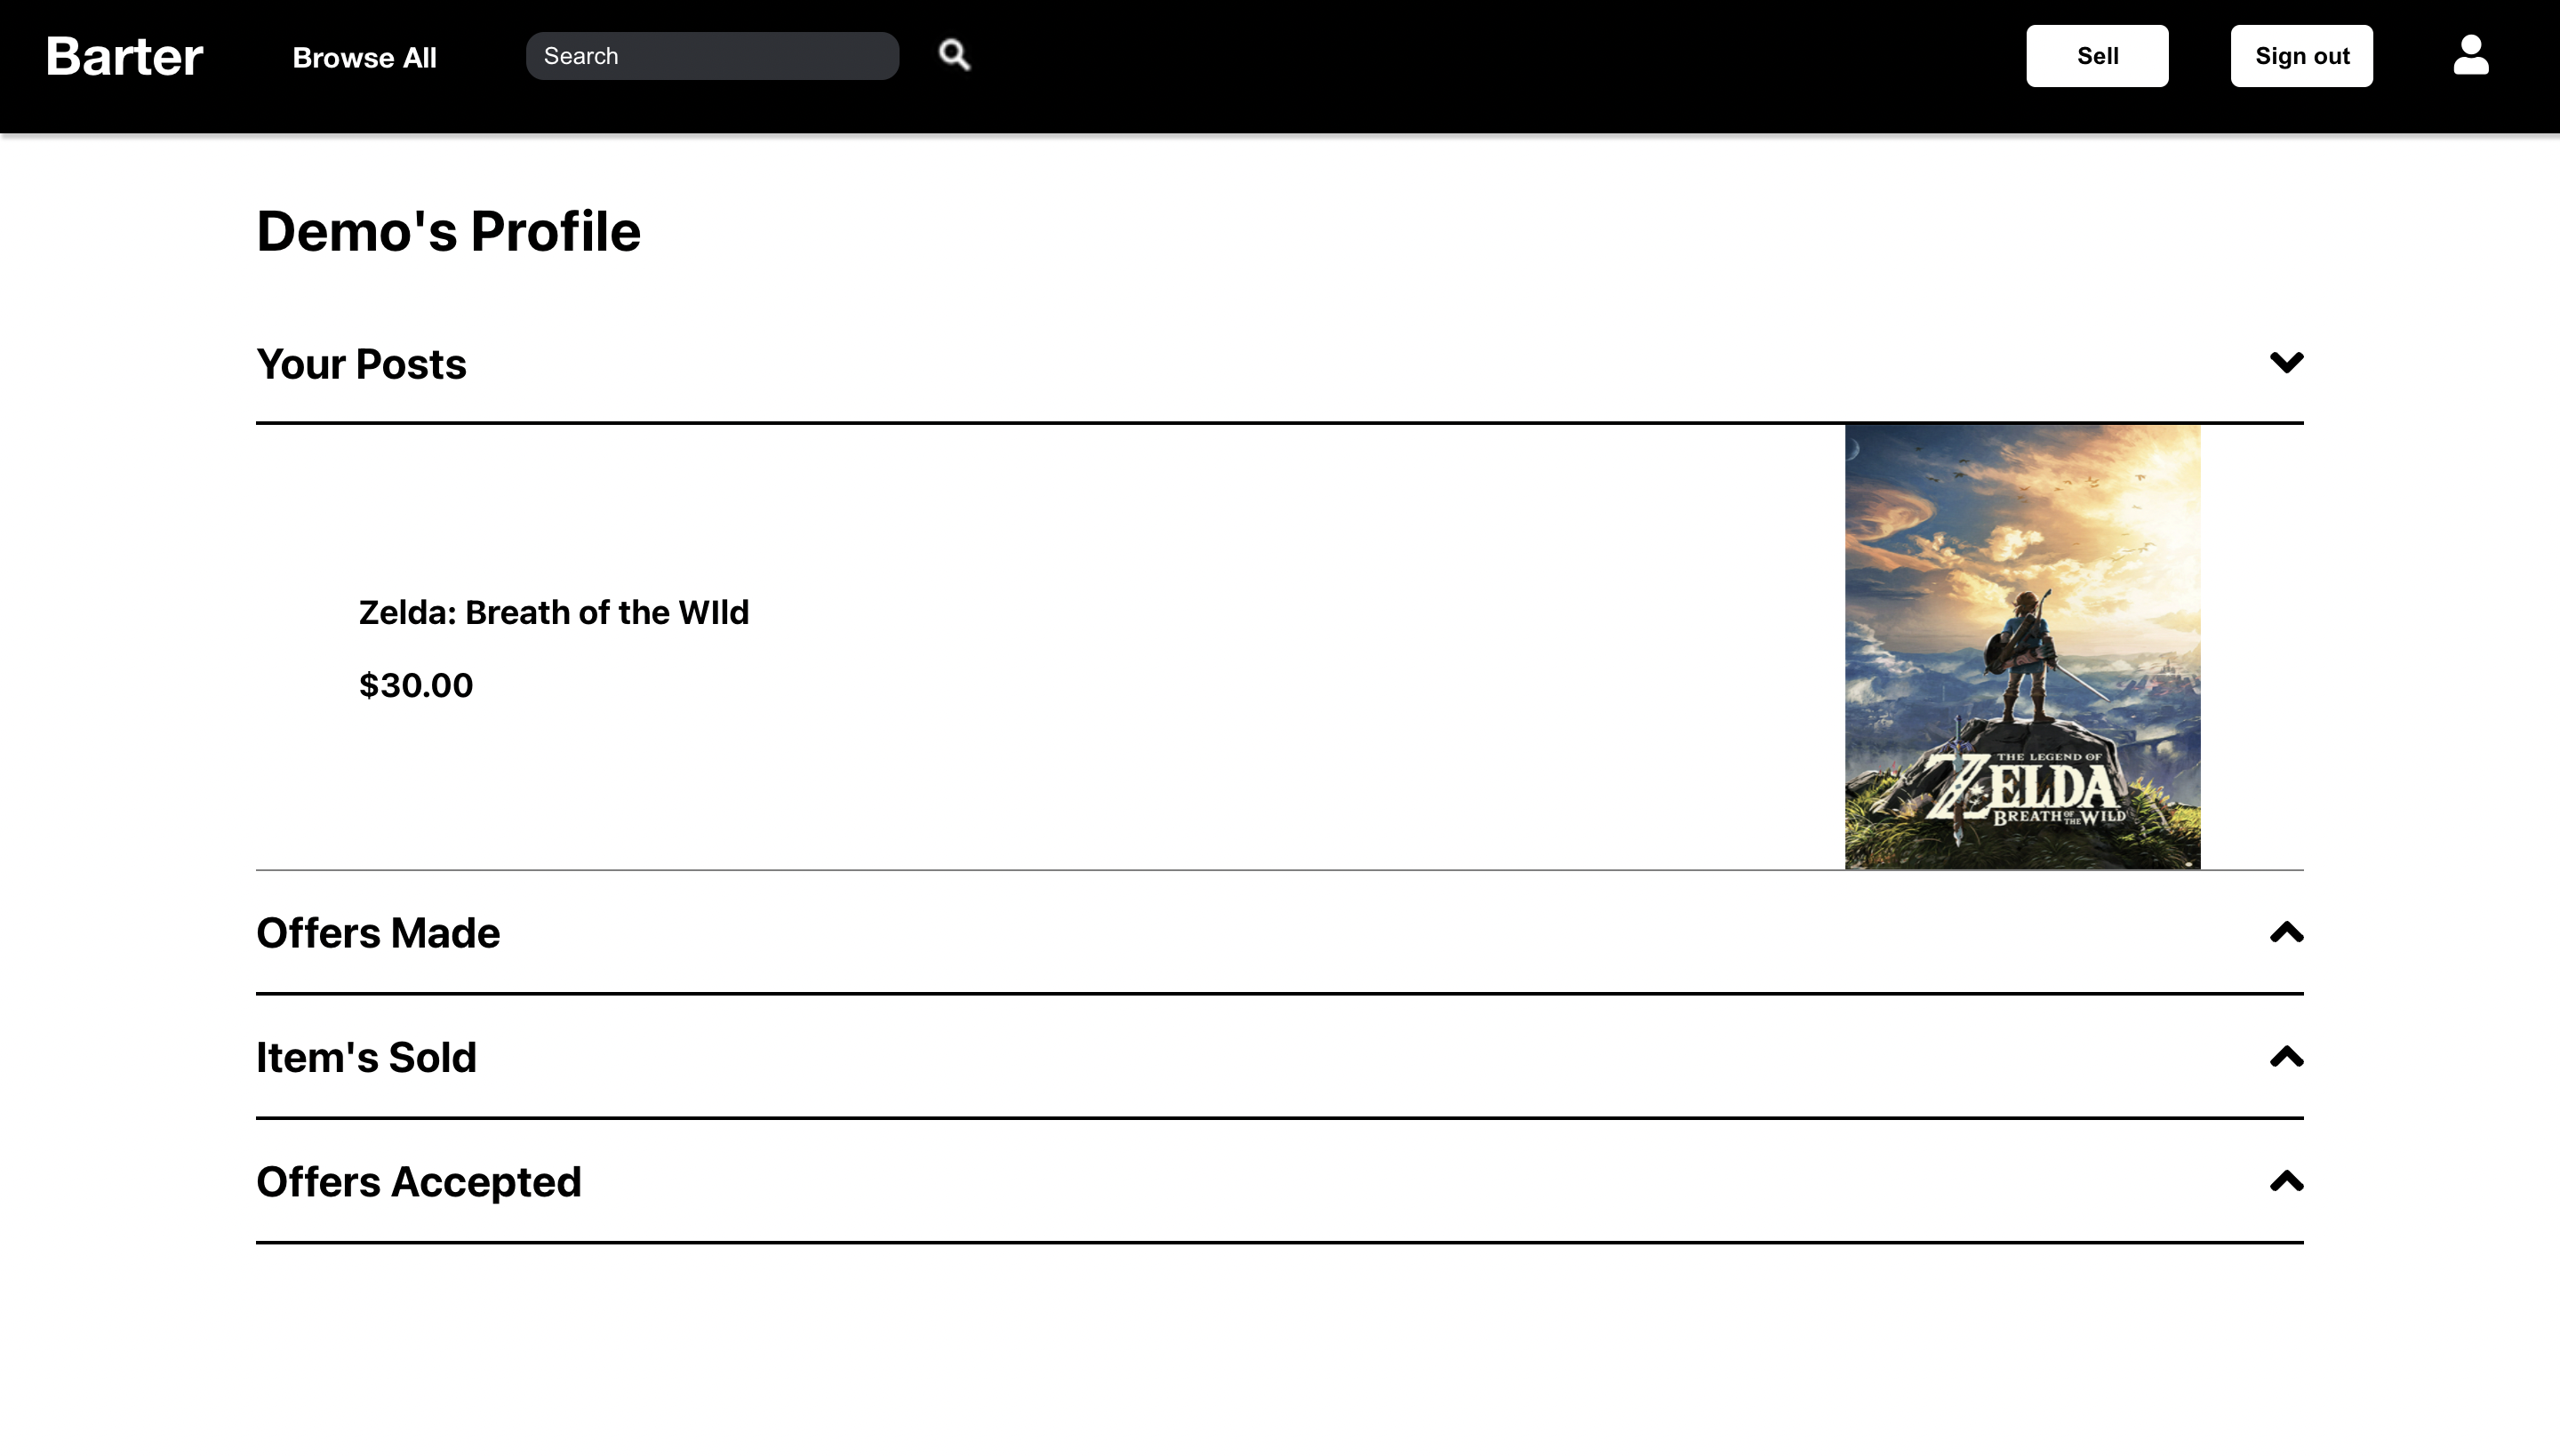 Barter
Browse All
Search
Sell
Sign out
Demo's Profile
Your Posts
Zelda: Breath of the WIld
$30.00
THE LEGEND OF
ZELDA
BREATH OF THE WILD
Offers Made
Item's Sold
Offers Accepted